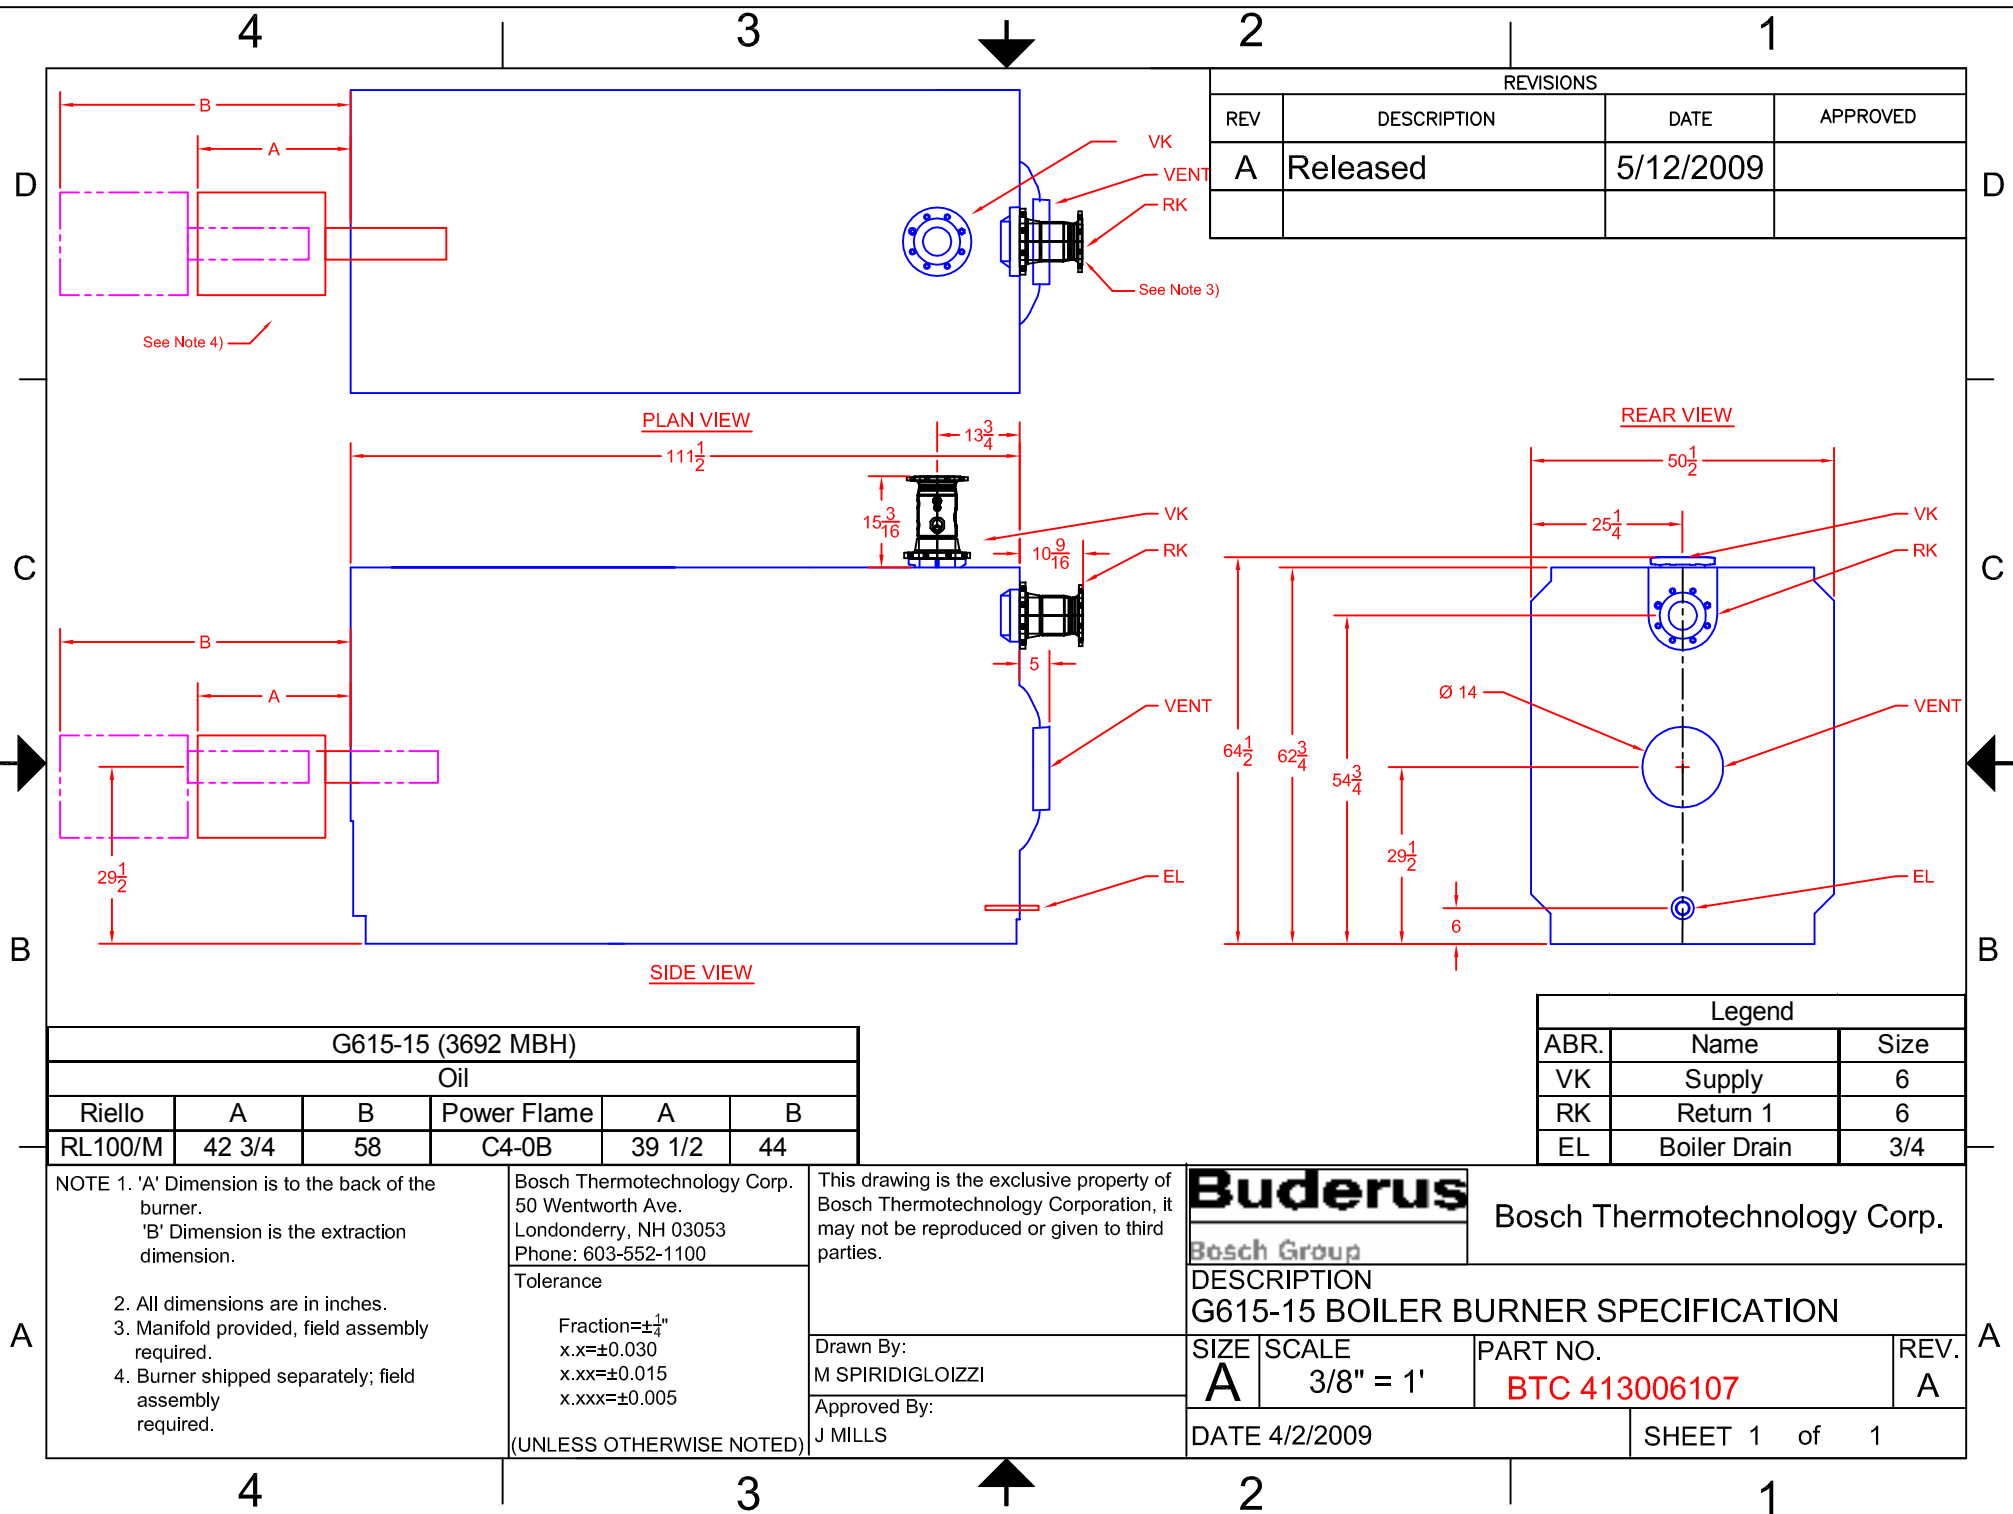 4 3 2 1
REVISIONS
REV DESCRIPTION DATE APPROVED
A Released 5/12/2009
D D
B
A
VK
VENT
RK
See Note 3)
See Note 4)
PLAN VIEW
REAR VIEW
13 3/4
111 1/2
15 3/16
VK
10 9/16
RK
C C
B
A
5
VENT
29 1/2
EL
SIDE VIEW
50 1/2
25 1/4
VK
RK
Ø 14
VENT
64 1/2
62 3/4
54 3/4
29 1/2
EL
6
B B
G615-15 (3692 MBH)
Oil
Riello A B Power Flame A B
RL100/M 42 3/4 58 C4-0B 39 1/2 44
Legend
ABR. Name Size
VK Supply 6
RK Return 1 6
EL Boiler Drain 3/4
NOTE 1. 'A' Dimension is to the back of the
burner.
'B' Dimension is the extraction
dimension.
2. All dimensions are in inches.
3. Manifold provided, field assembly
required.
4. Burner shipped separately; field
assembly
required.
Bosch Thermotechnology Corp.
50 Wentworth Ave.
Londonderry, NH 03053
Phone: 603-552-1100
Tolerance
Fraction=±1/4"
x.x=±0.030
x.xx=±0.015
x.xxx=±0.005
(UNLESS OTHERWISE NOTED)
This drawing is the exclusive property of
Bosch Thermotechnology Corporation, it
may not be reproduced or given to third
parties.
Drawn By:
M SPIRIDIGLOIZZI
Approved By:
J MILLS
Buderus
Bosch Group
Bosch Thermotechnology Corp.
DESCRIPTION
G615-15 BOILER BURNER SPECIFICATION
SIZE SCALE PART NO. REV.
A 3/8" = 1' BTC 413006107 A
DATE 4/2/2009 SHEET 1 of 1
A A
4 3 2 1